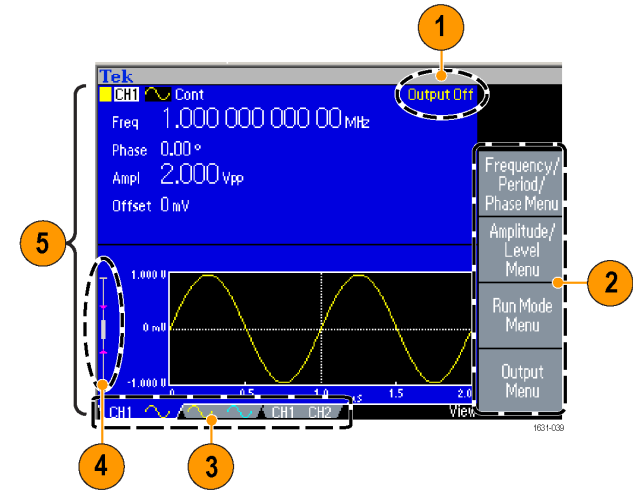 1
Tek
CH1 Cont
Output Off
Freq 1.000 000 000 00 MHz
Phase 0.00 °
Ampl 2.000 Vpp
Offset 0 mV
Frequency/
Period/
Phase Menu
Amplitude/
Level
Menu
Run Mode
Menu
Output
Menu
5
2
1.000 U
0 mU
-1.000 U
0 0.5 1.0 1.5 2.0
µs
CH1 CH1 CH2 View
1631-039
4
3